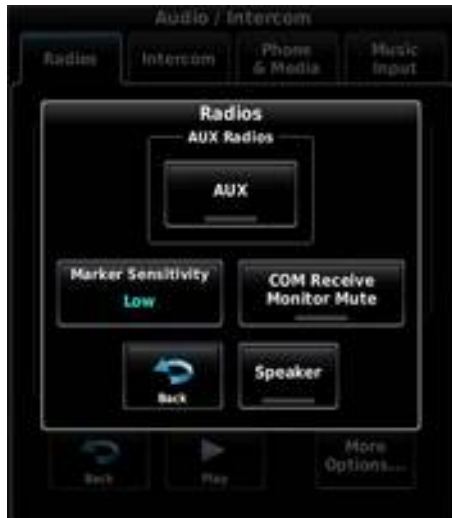 Audio / Intercom
Radios
Intercom
Phone
& Media
Music
Input
Radios
AUX Radios
AUX
Marker Sensitivity
Low
COM Receive
Monitor Mute
Back
Speaker
Back
Play
More
Options...